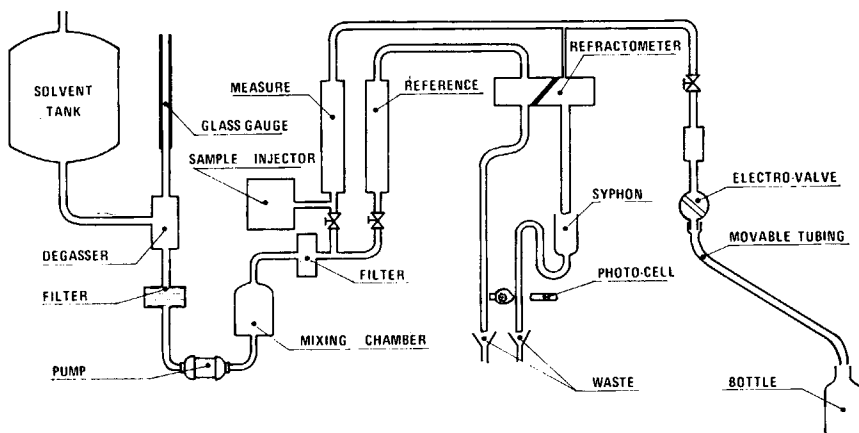 SOLVENT
TANK
GLASS GAUGE
DEGASSER
FILTER
PUMP
MIXING CHAMBER
FILTER
SAMPLE INJECTOR
MEASURE
REFERENCE
REFRACTOMETER
SYPHON
PHOTO-CELL
WASTE
ELECTRO-VALVE
MOVABLE TUBING
BOTTLE